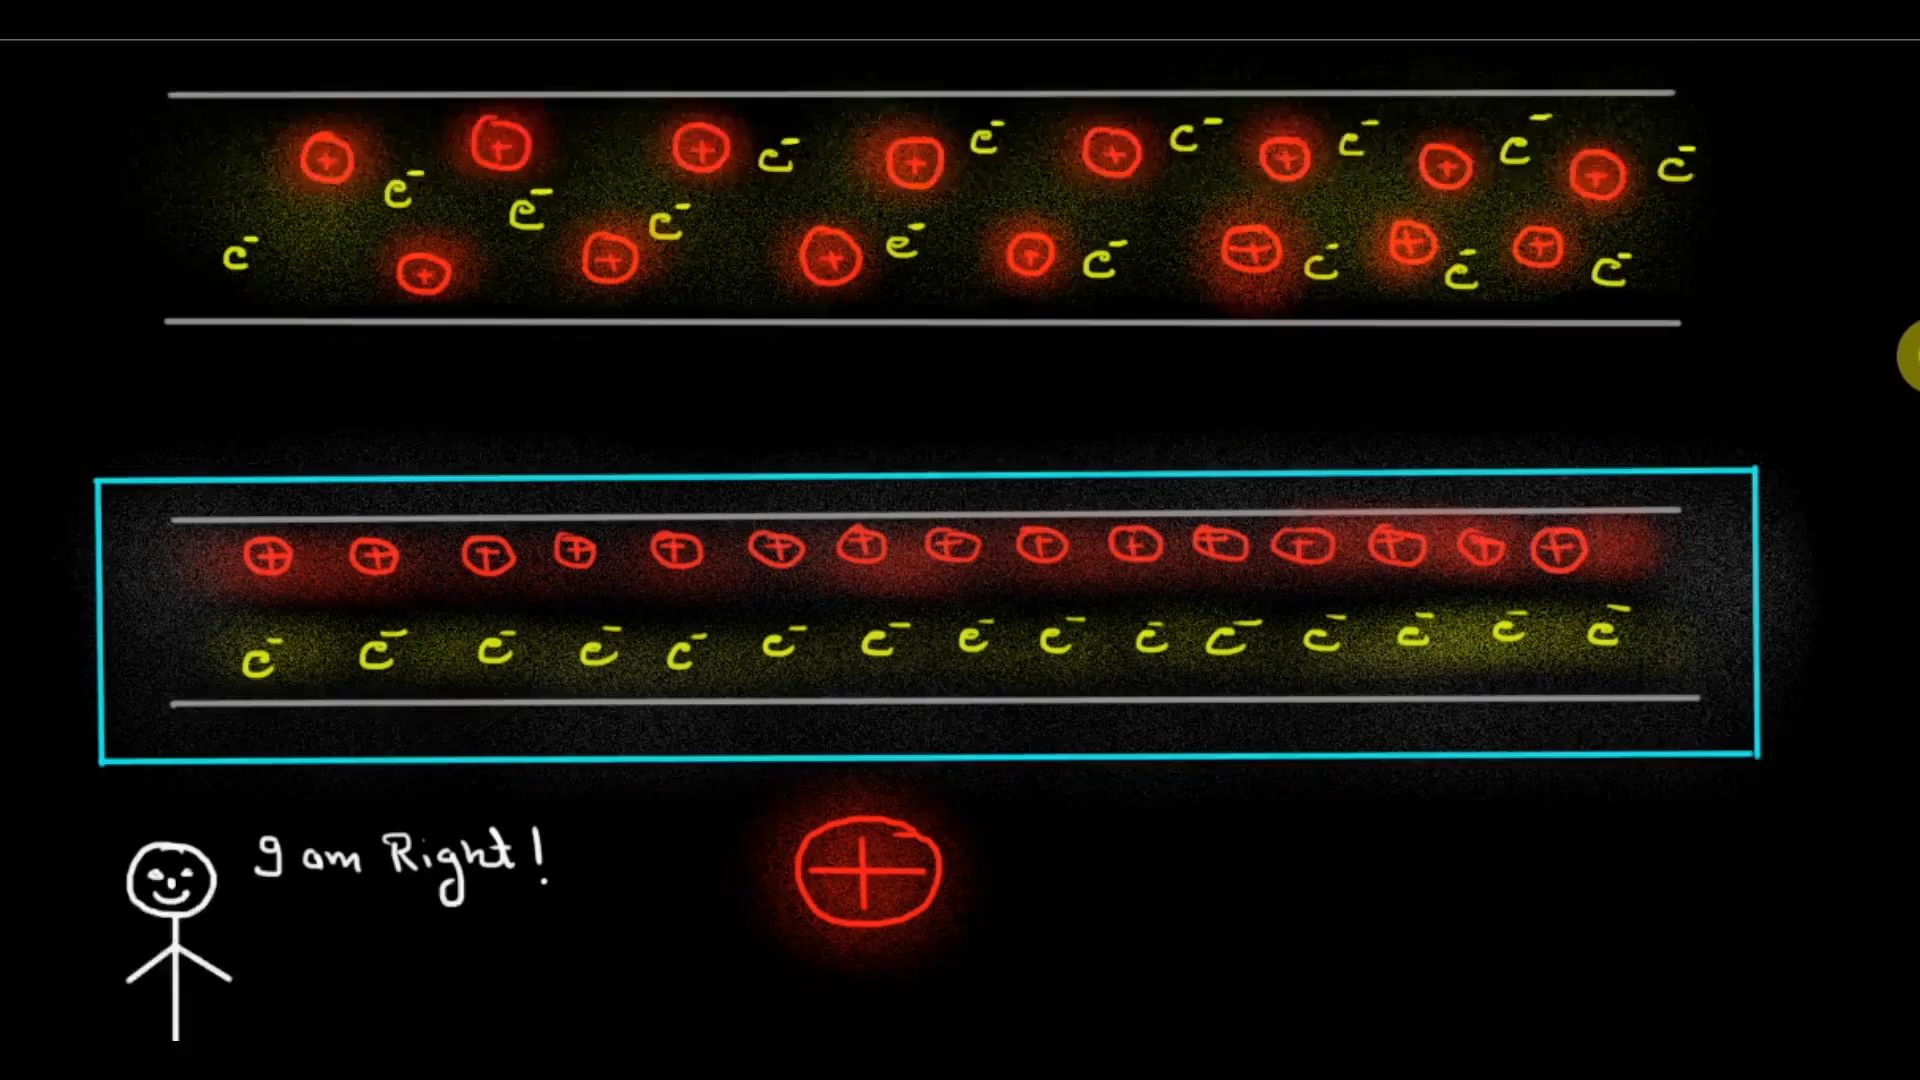 + + + e⁻ + e⁻ + e⁻ + e⁻ + e⁻ + e⁻
e⁻ e⁻
e⁻ + + e⁻ + e⁻ + e⁻ + e⁻ + e⁻ + e⁻
+ + + + + + + + + + + + + + +
e⁻ e⁻ e⁻ e⁻ e⁻ e⁻ e⁻ e⁻ e⁻ e⁻ e⁻ e⁻ e⁻ e⁻ e⁻
I am Right!
+